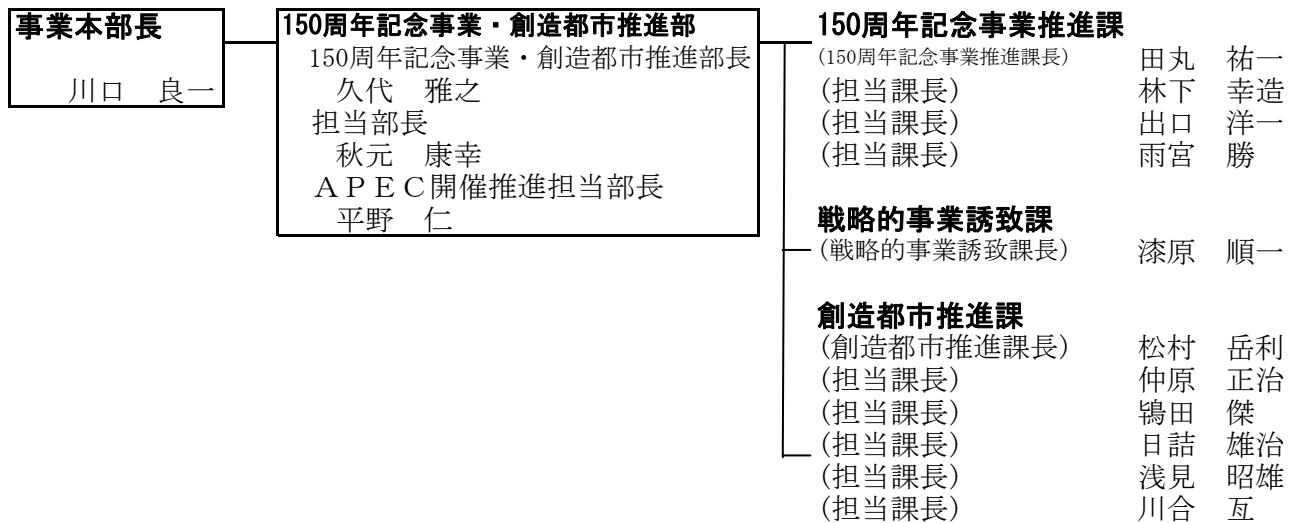 事業本部長
川口 良一
150周年記念事業・創造都市推進部
150周年記念事業・創造都市推進部長
久代 雅之
担当部長
秋元 康幸
ＡＰＥＣ開催推進担当部長
平野 仁
150周年記念事業推進課
(150周年記念事業推進課長) 田丸 祐一
(担当課長) 林下 幸造
(担当課長) 出口 洋一
(担当課長) 雨宮 勝
戦略的事業誘致課
(戦略的事業誘致課長) 漆原 順一
創造都市推進課
(創造都市推進課長) 松村 岳利
(担当課長) 仲原 正治
(担当課長) 鴇田 傑
(担当課長) 日詰 雄治
(担当課長) 浅見 昭雄
(担当課長) 川合 亙